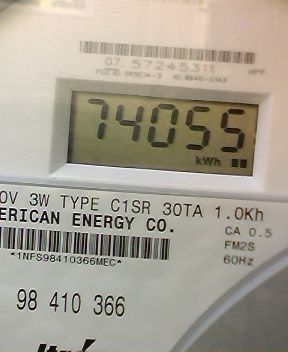 07. 57245311
74055
kWh
0V 3W TYPE C1SR 30TA 1.0Kh
ERICAN ENERGY CO.
CA 0.5
FM2S
60Hz
*1NFS98410366MEC*
98 410 366